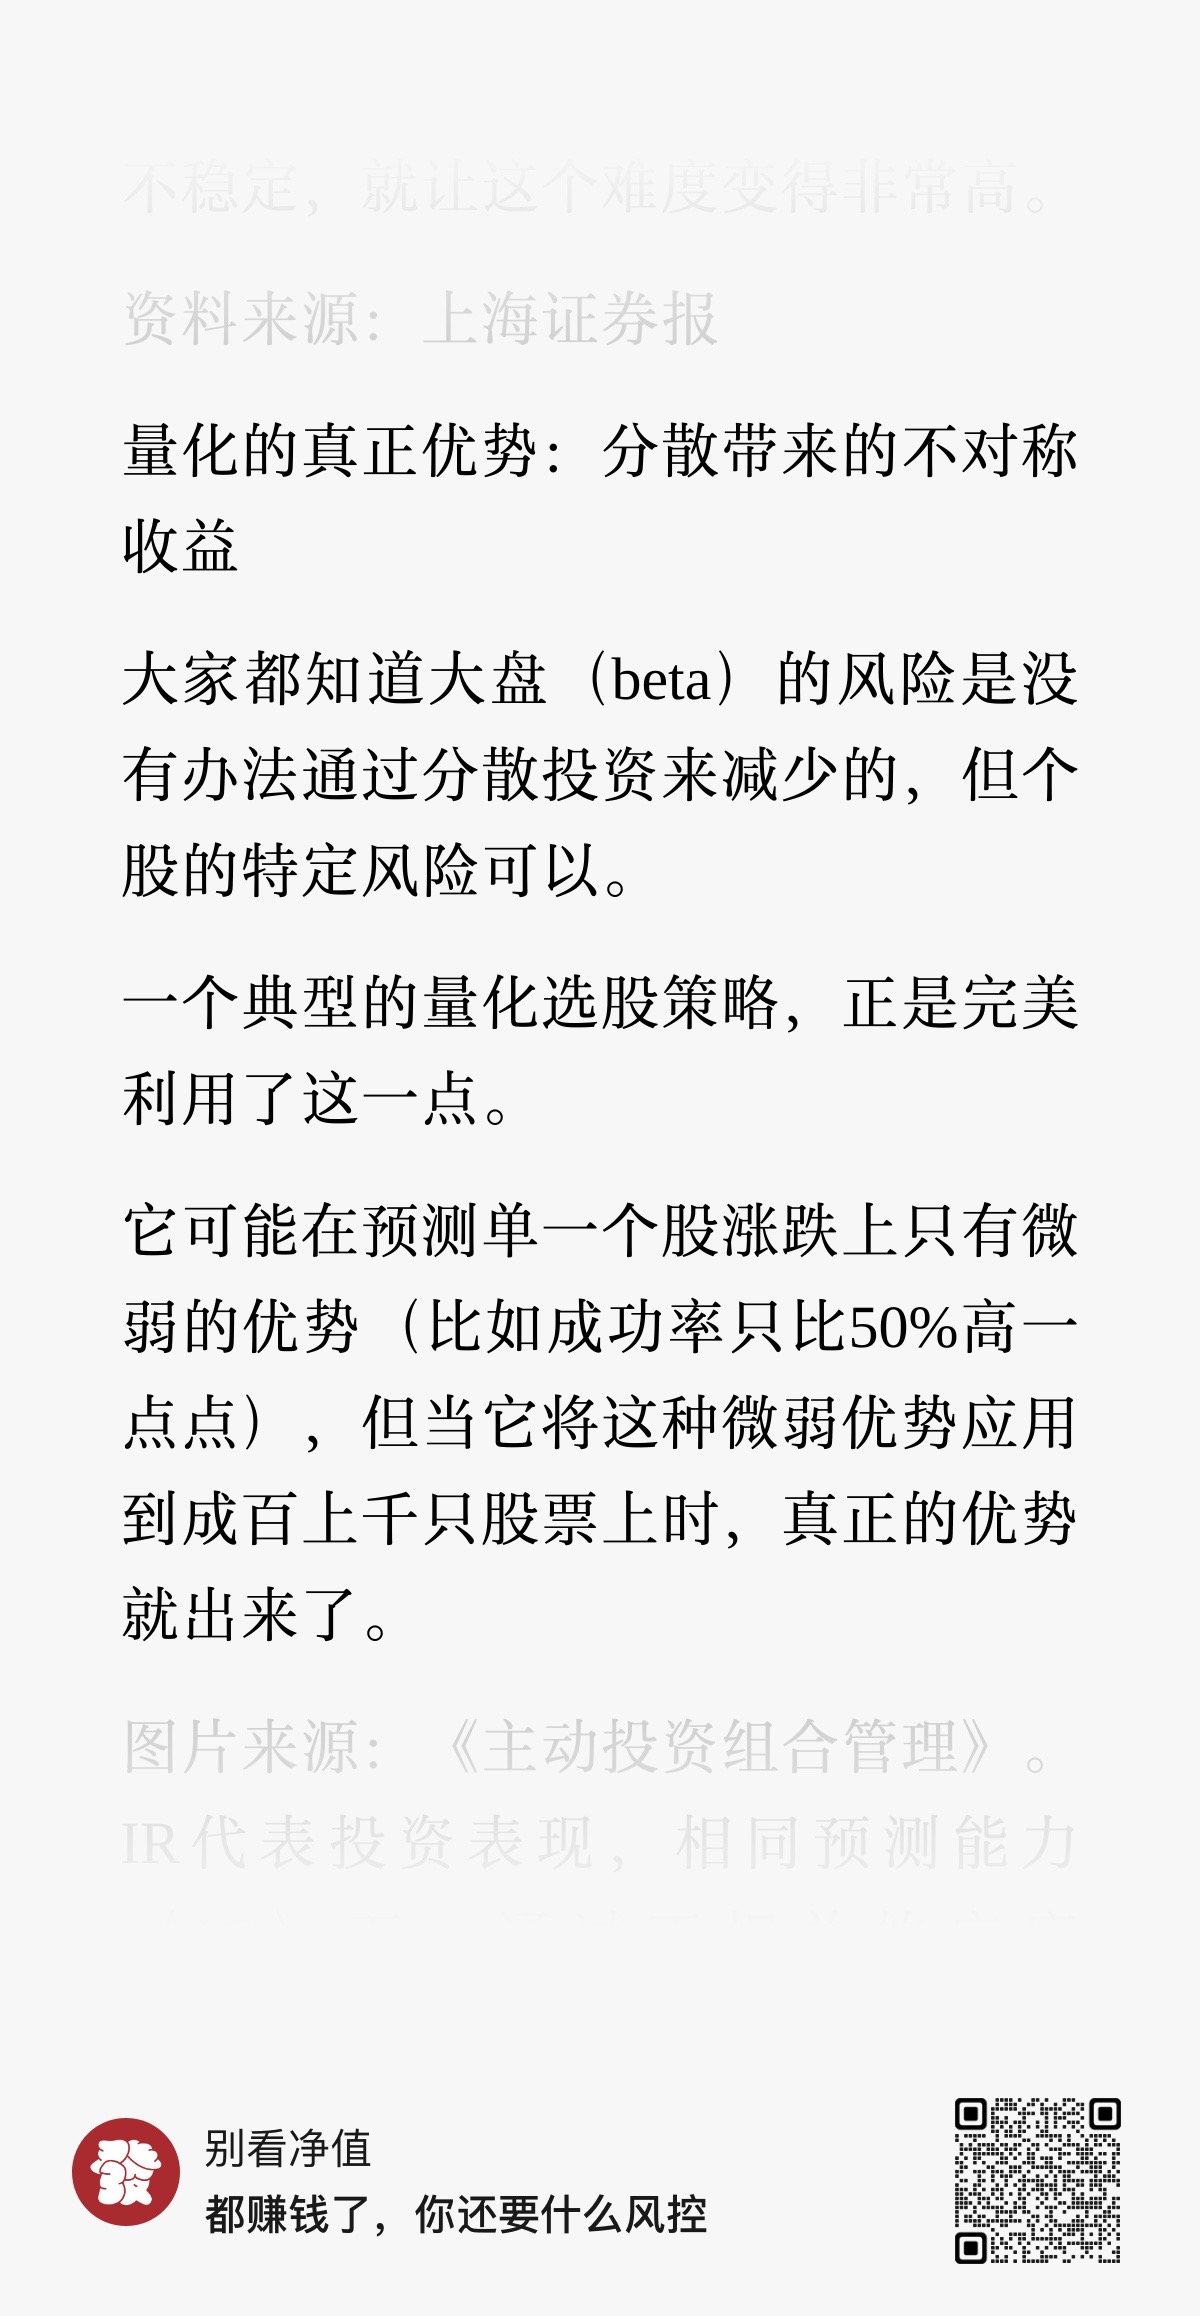 不稳定，就让这个难度变得非常高。
资料来源：上海证券报
量化的真正优势：分散带来的不对称
收益
大家都知道大盘（beta）的风险是没
有办法通过分散投资来减少的，但个
股的特定风险可以。
一个典型的量化选股策略，正是完美
利用了这一点。
它可能在预测单一个股涨跌上只有微
弱的优势（比如成功率只比50%高一
点点），但当它将这种微弱优势应用
到成百上千只股票上时，真正的优势
就出来了。
图片来源：《主动投资组合管理》。
IR代表投资表现，相同预测能力
别看净值
都赚钱了，你还要什么风控